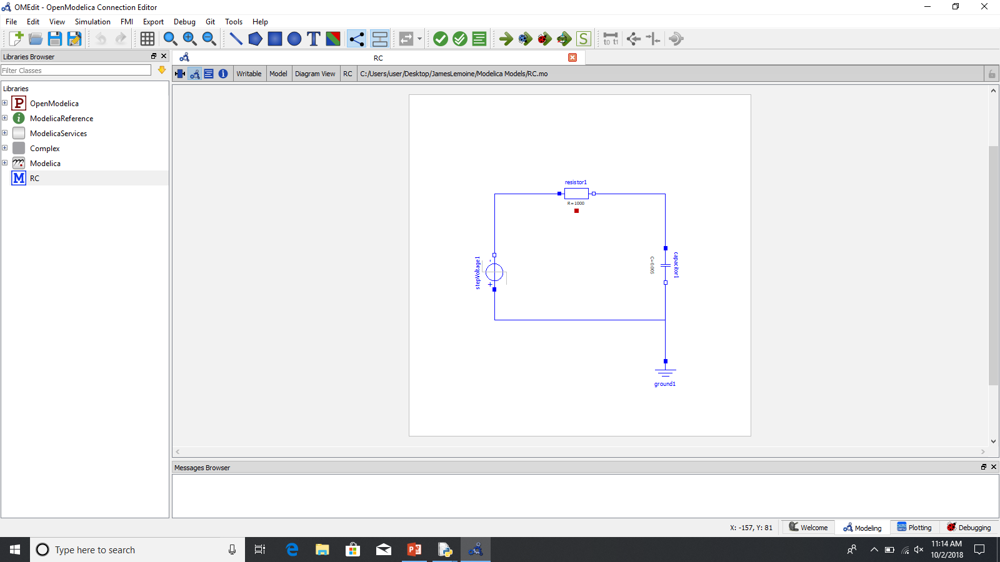 OMEdit - OpenModelica Connection Editor
File Edit View Simulation FMI Export Debug Git Tools Help
T S t0 t1
Libraries Browser
RC
Filter Classes
Writable Model Diagram View RC C:/Users/user/Desktop/JamesLemoine/Modelica Models/RC.mo
Libraries
P OpenModelica
i ModelicaReference
ModelicaServices
Complex
m Modelica
M RC
resistor1
R=1000
stepVoltage1
-
+
C=0.005
capacitor1
ground1
Messages Browser
X: -157, Y: 81 Welcome Modeling Plotting Debugging
Type here to search
11:14 AM
10/2/2018